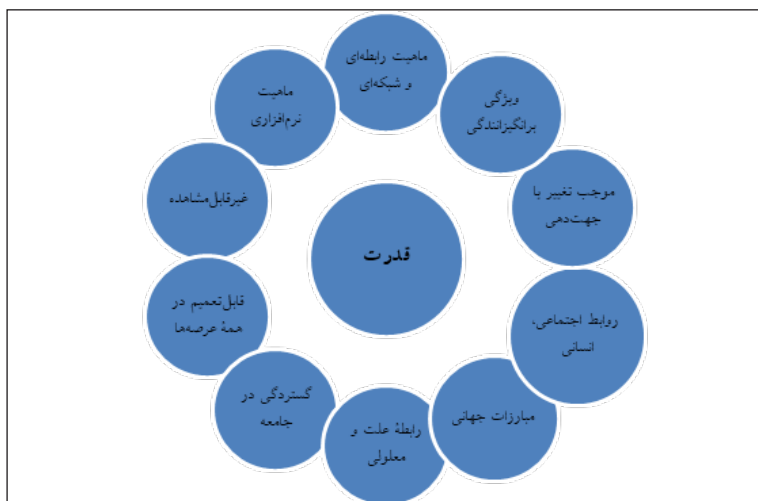 ماهیت رابطه‌ای
و شبکه‌ای
ویژگی
برانگیزانندگی
موجب تغییر یا
جهت‌دهی
روابط اجتماعی،
انسانی
مبارزات جهانی
رابطهٔ علت و
معلولی
گستردگی در
جامعه
قابل‌تعمیم در
همهٔ عرصه‌ها
غیرقابل‌مشاهده
ماهیت
نرم‌افزاری
قدرت